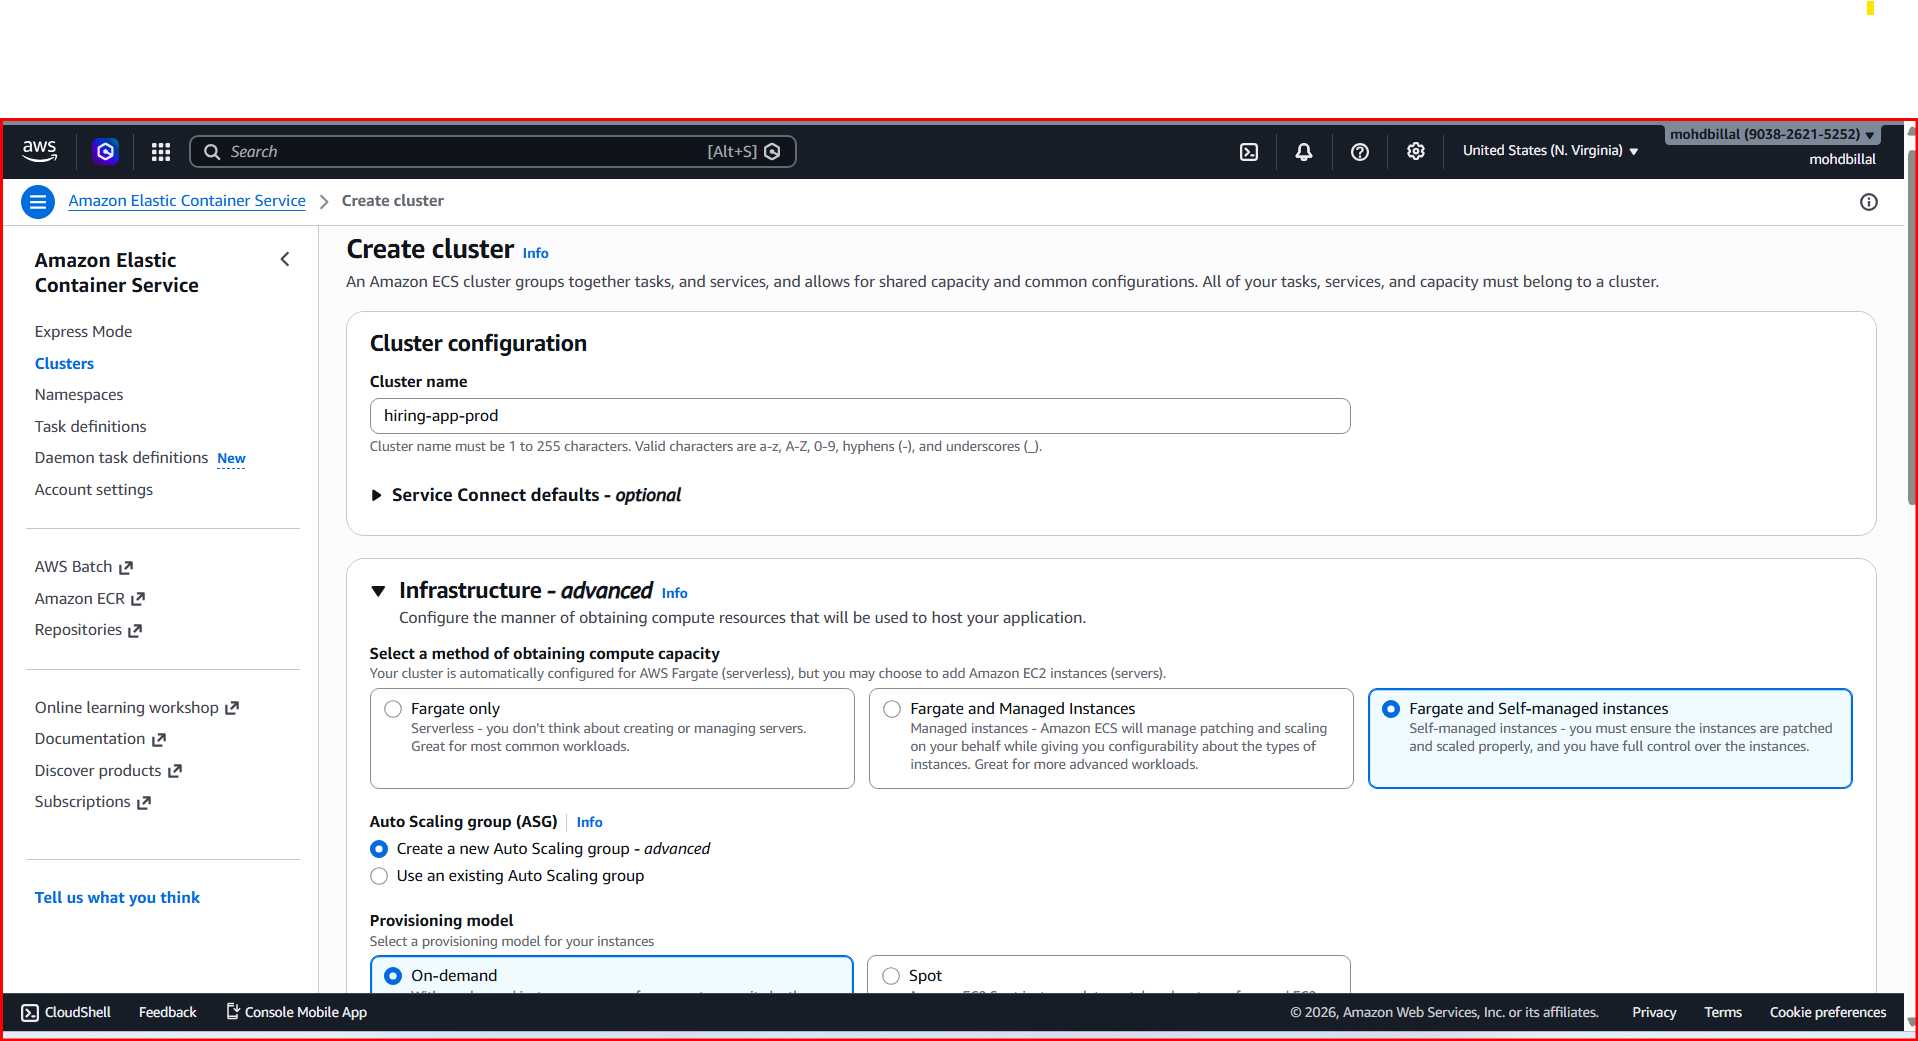 aws
Search
[Alt+S]
United States (N. Virginia)
mohdbillal (9038-2621-5252)
mohdbillal
Amazon Elastic Container Service
Create cluster
Amazon Elastic
Container Service
Express Mode
Clusters
Namespaces
Task definitions
Daemon task definitions New
Account settings
AWS Batch
Amazon ECR
Repositories
Online learning workshop
Documentation
Discover products
Subscriptions
Tell us what you think
Create cluster Info
An Amazon ECS cluster groups together tasks, and services, and allows for shared capacity and common configurations. All of your tasks, services, and capacity must belong to a cluster.
Cluster configuration
Cluster name
hiring-app-prod
Cluster name must be 1 to 255 characters. Valid characters are a-z, A-Z, 0-9, hyphens (-), and underscores (_).
Service Connect defaults - optional
Infrastructure - advanced Info
Configure the manner of obtaining compute resources that will be used to host your application.
Select a method of obtaining compute capacity
Your cluster is automatically configured for AWS Fargate (serverless), but you may choose to add Amazon EC2 instances (servers).
Fargate only
Serverless - you don't think about creating or managing servers.
Great for most common workloads.
Fargate and Managed Instances
Managed instances - Amazon ECS will manage patching and scaling
on your behalf while giving you configurability about the types of
instances. Great for more advanced workloads.
Fargate and Self-managed instances
Self-managed instances - you must ensure the instances are patched
and scaled properly, and you have full control over the instances.
Auto Scaling group (ASG) Info
Create a new Auto Scaling group - advanced
Use an existing Auto Scaling group
Provisioning model
Select a provisioning model for your instances
On-demand
Spot
CloudShell
Feedback
Console Mobile App
© 2026, Amazon Web Services, Inc. or its affiliates.
Privacy
Terms
Cookie preferences